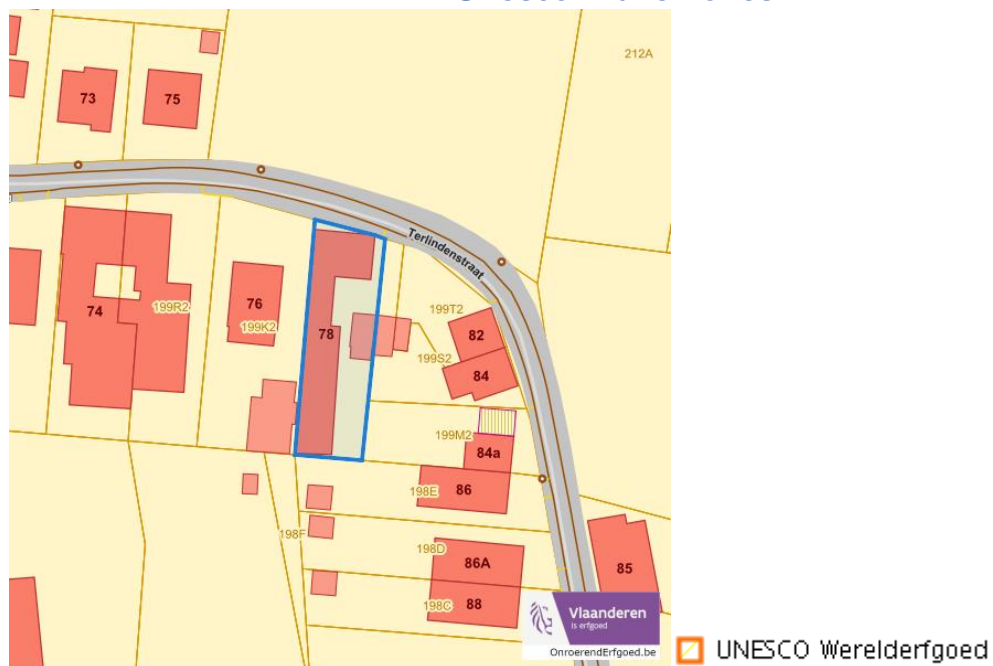 212A
73
75
Terlindenstraat
74
199R2
76
199K2
78
199T2
82
199S2
84
199M2
84a
198E
86
198F
198D
86A
85
198C
88
Vlaanderen
is erfgoed
OnroerendErfgoed.be
UNESCO Werelderfgoed